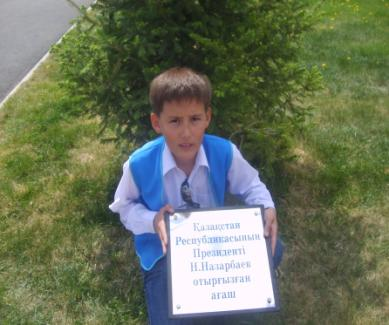 Қазақстан
Республикасының
Президенті
Н.Назарбаев
отырғызған
ағаш